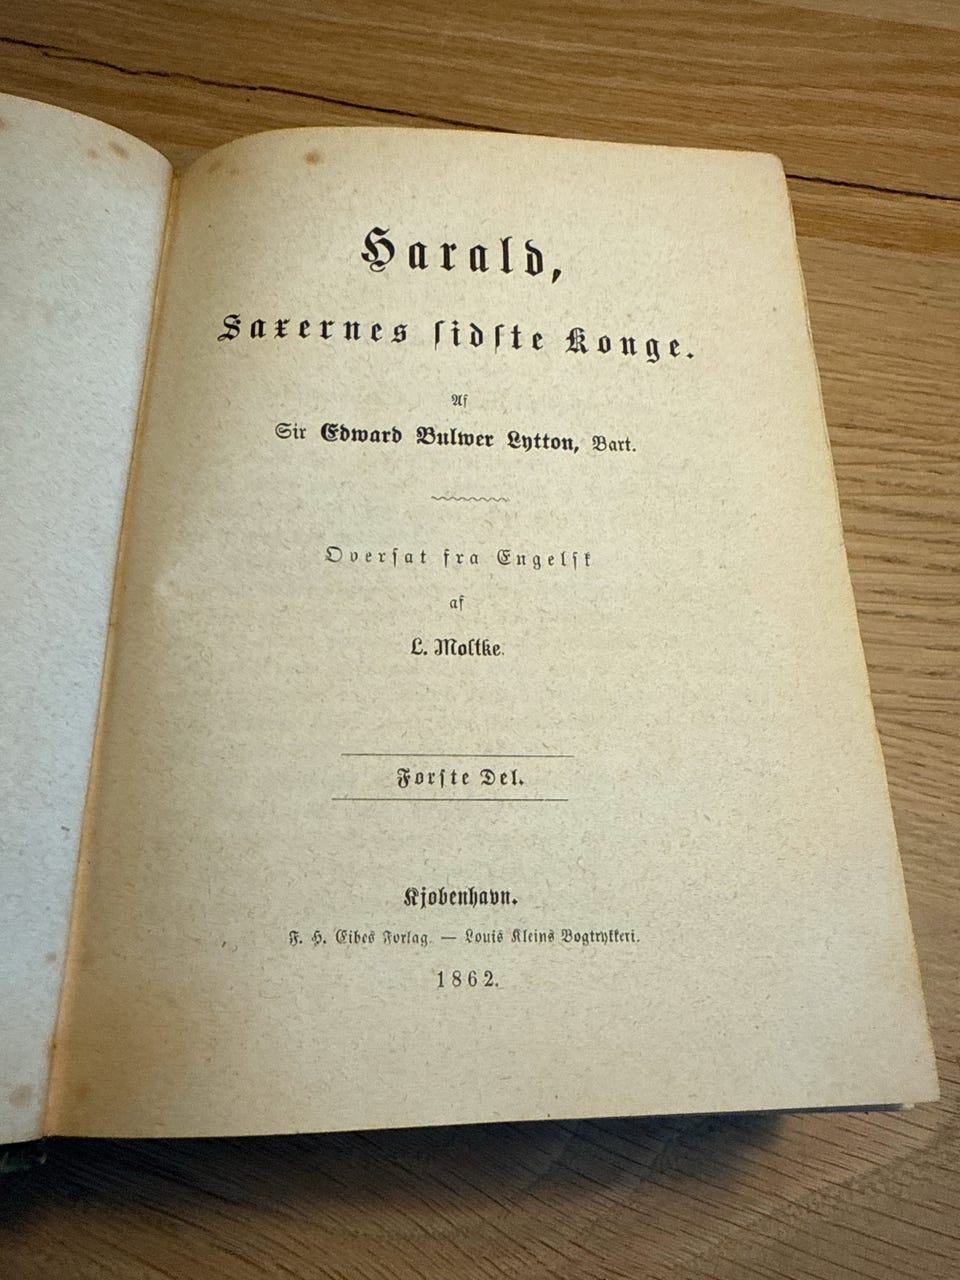 Harald,
Saxernes sidste Konge.
Af
Sir Edward Bulwer Lytton, Bart.
Oversat fra Engelsk
af
L. Moltke.
Første Del.
Kjøbenhavn.
F. H. Eibes Forlag. — Louis Kleins Bogtrykkeri.
1862.